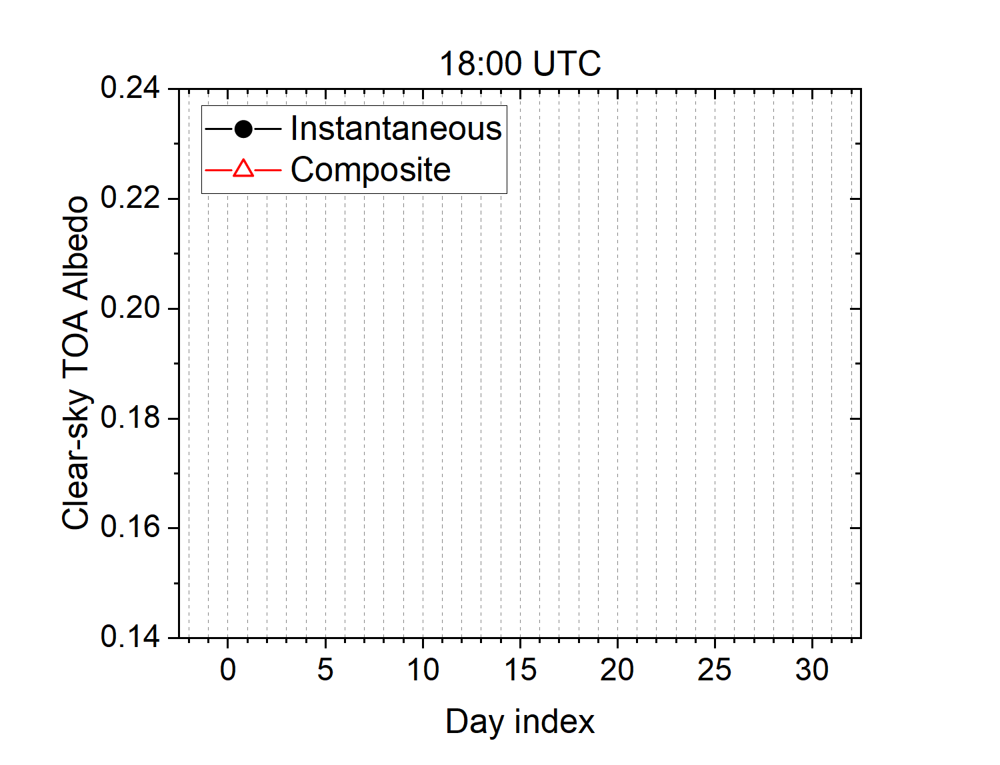 18:00 UTC
Instantaneous
Composite
0.24
0.22
0.20
0.18
0.16
0.14
Clear-sky TOA Albedo
0 5 10 15 20 25 30
Day index